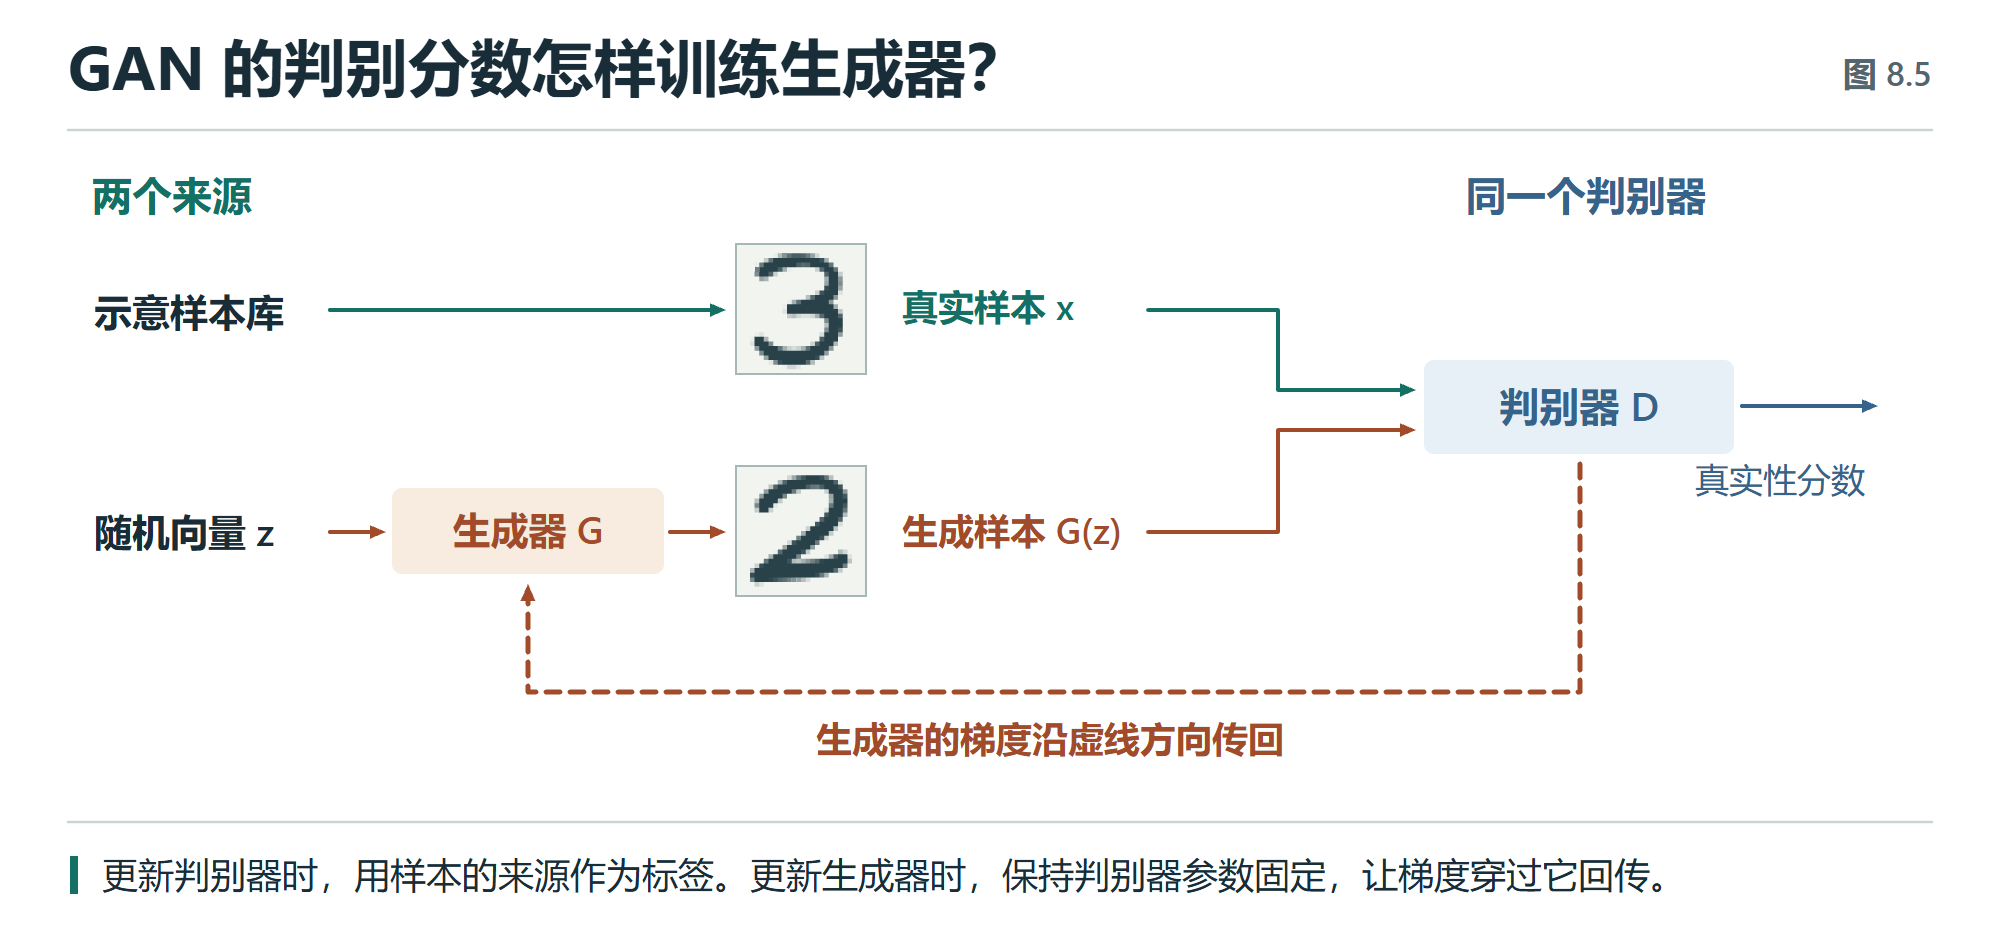 GAN 的判别分数怎样训练生成器？
图 8.5
两个来源
同一个判别器
示意样本库
3
真实样本 x
判别器 D
真实性分数
随机向量 z
生成器 G
2
生成样本 G(z)
生成器的梯度沿虚线方向传回
更新判别器时，用样本的来源作为标签。更新生成器时，保持判别器参数固定，让梯度穿过它回传。